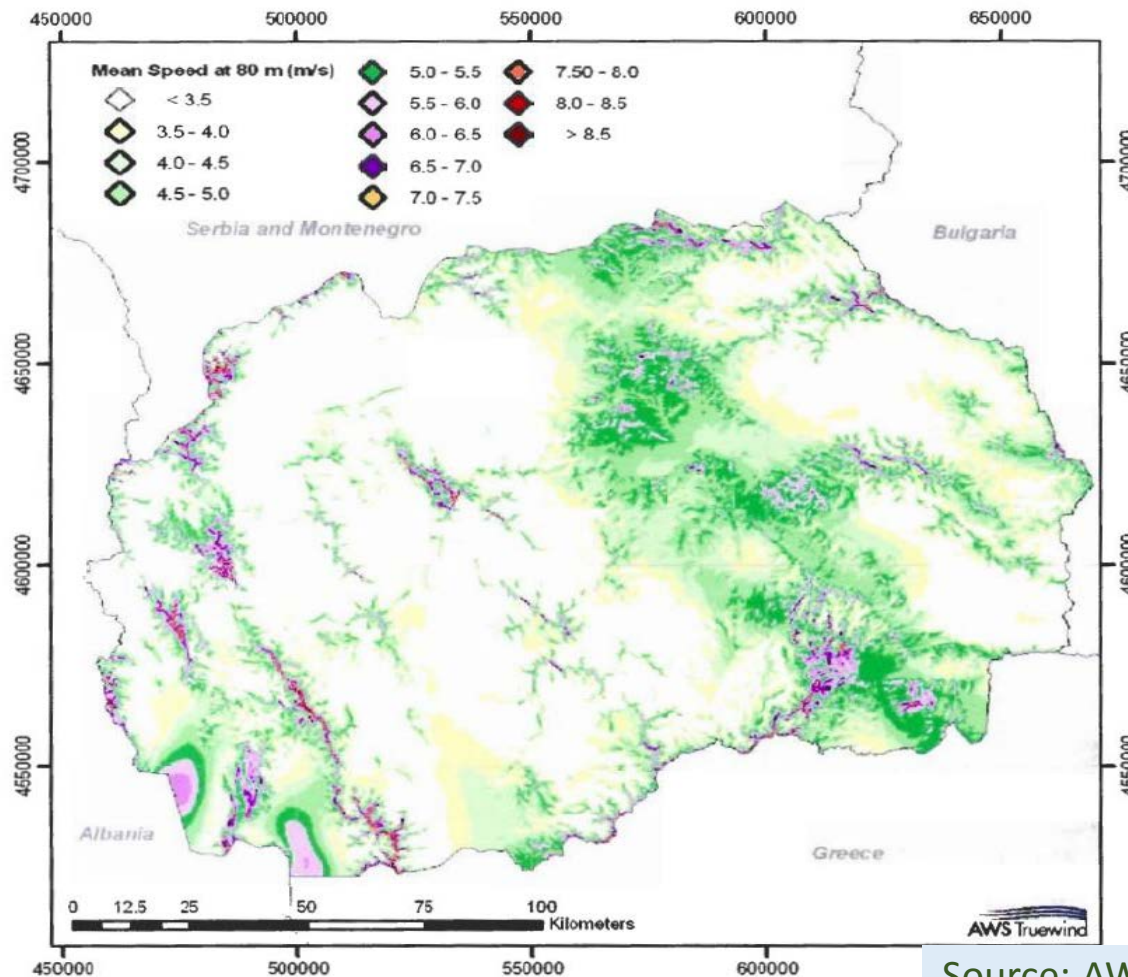 450000 500000 550000 600000 650000
Mean Speed at 80 m (m/s)
< 3.5
3.5 - 4.0
4.0 - 4.5
4.5 - 5.0
5.0 - 5.5
5.5 - 6.0
6.0 - 6.5
6.5 - 7.0
7.0 - 7.5
7.50 - 8.0
8.0 - 8.5
> 8.5
4700000
4650000
4600000
4550000
4700000
4650000
4600000
4550000
Serbia and Montenegro
Bulgaria
Albania
Greece
0 12.5 25 50 75 100
Kilometers
AWS Truewind
450000 500000 550000 600000
Source: AW